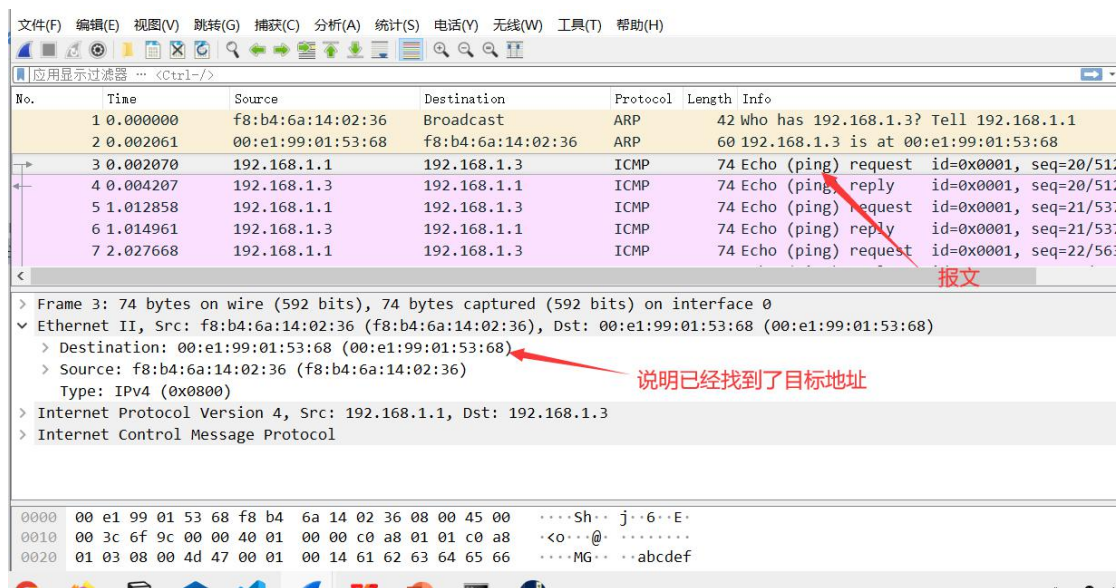 文件(F) 编辑(E) 视图(V) 跳转(G) 捕获(C) 分析(A) 统计(S) 电话(Y) 无线(W) 工具(T) 帮助(H)
应用显示过滤器 … <Ctrl-/>
No. Time Source Destination Protocol Length Info
1 0.000000 f8:b4:6a:14:02:36 Broadcast ARP 42 Who has 192.168.1.3? Tell 192.168.1.1
2 0.002061 00:e1:99:01:53:68 f8:b4:6a:14:02:36 ARP 60 192.168.1.3 is at 00:e1:99:01:53:68
3 0.002070 192.168.1.1 192.168.1.3 ICMP 74 Echo (ping) request id=0x0001, seq=20/512
4 0.004207 192.168.1.3 192.168.1.1 ICMP 74 Echo (ping) reply id=0x0001, seq=20/512
5 1.012858 192.168.1.1 192.168.1.3 ICMP 74 Echo (ping) request id=0x0001, seq=21/537
6 1.014961 192.168.1.3 192.168.1.1 ICMP 74 Echo (ping) reply id=0x0001, seq=21/537
7 2.027668 192.168.1.1 192.168.1.3 ICMP 74 Echo (ping) request id=0x0001, seq=22/563
报文
Frame 3: 74 bytes on wire (592 bits), 74 bytes captured (592 bits) on interface 0
Ethernet II, Src: f8:b4:6a:14:02:36 (f8:b4:6a:14:02:36), Dst: 00:e1:99:01:53:68 (00:e1:99:01:53:68)
Destination: 00:e1:99:01:53:68 (00:e1:99:01:53:68)
Source: f8:b4:6a:14:02:36 (f8:b4:6a:14:02:36)
说明已经找到了目标地址
Type: IPv4 (0x0800)
Internet Protocol Version 4, Src: 192.168.1.1, Dst: 192.168.1.3
Internet Control Message Protocol
0000 00 e1 99 01 53 68 f8 b4 6a 14 02 36 08 00 45 00 ····Sh·· j··6··E·
0010 00 3c 6f 9c 00 00 40 01 00 00 c0 a8 01 01 c0 a8 ·<o···@· ········
0020 01 03 08 00 4d 47 00 01 00 14 61 62 63 64 65 66 ····MG·· ··abcdef